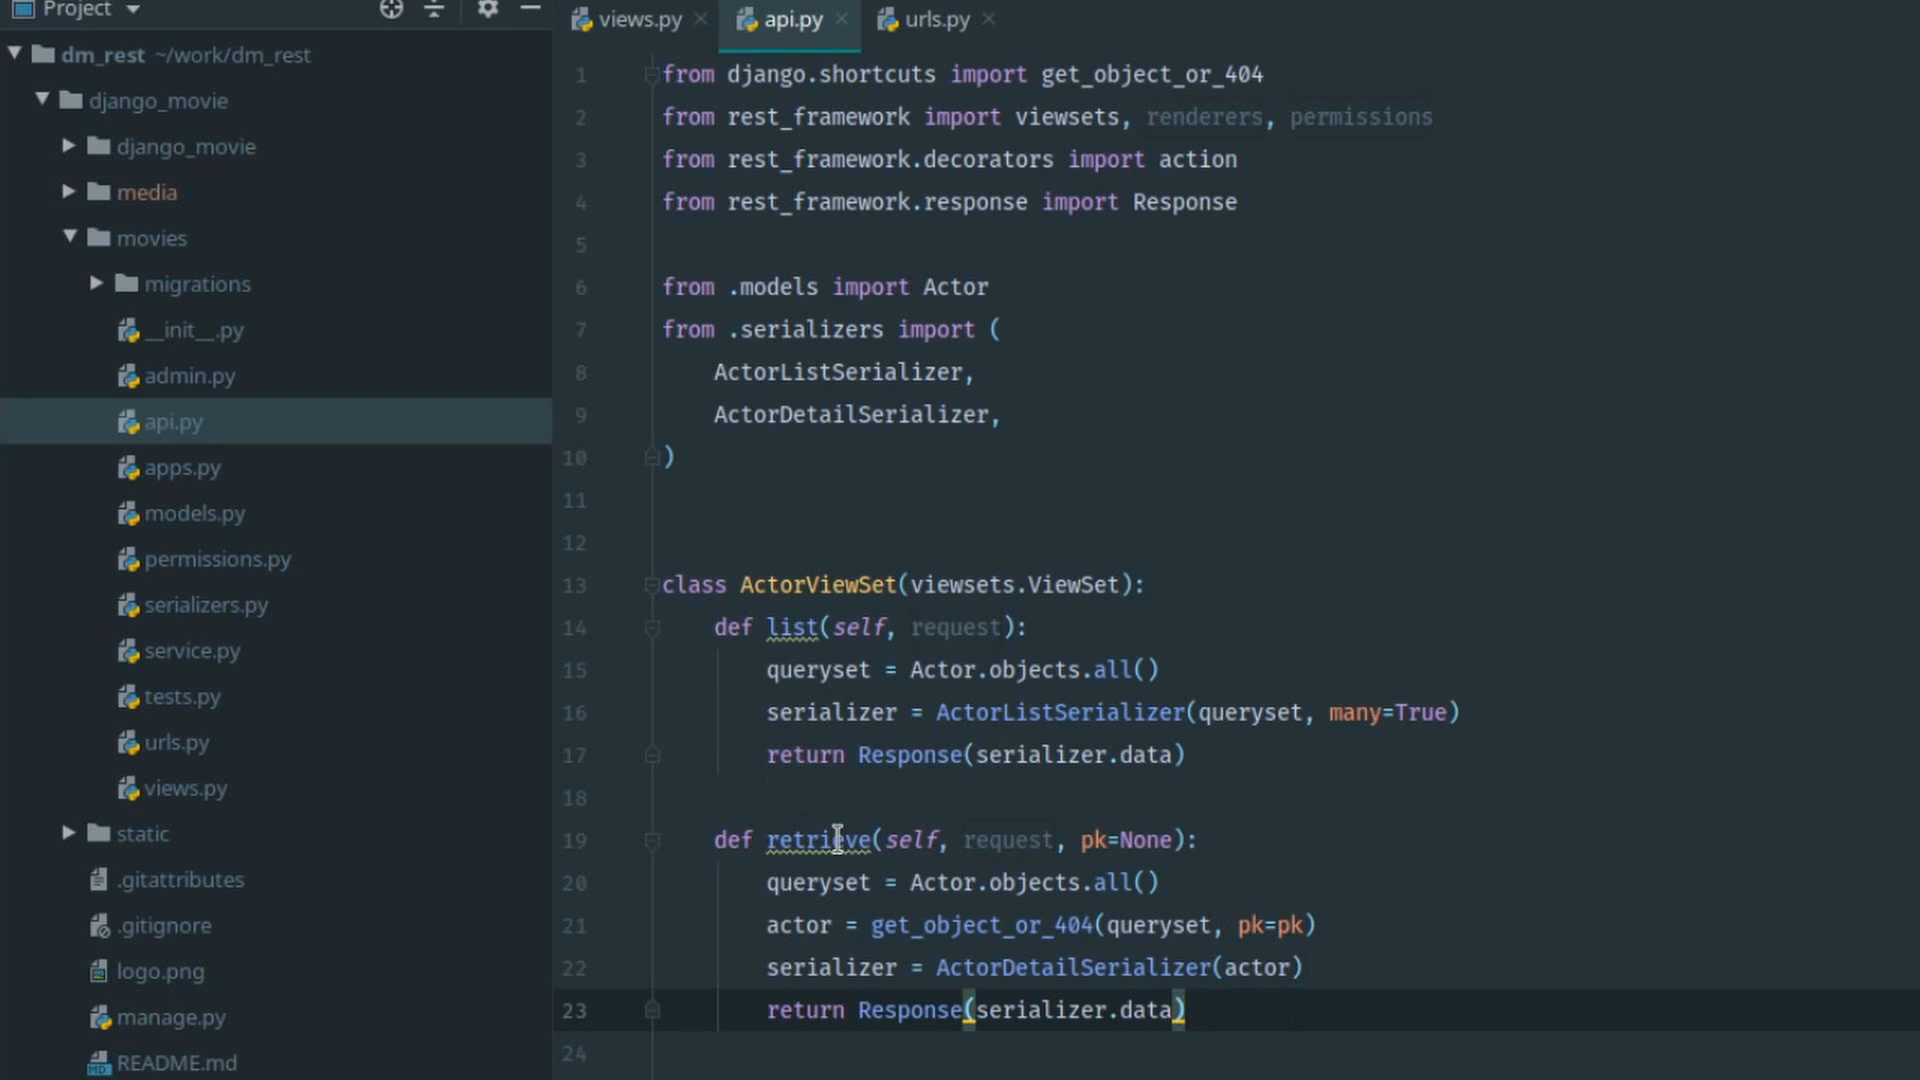 Project
dm_rest ~/work/dm_rest
django_movie
django_movie
media
movies
migrations
__init__.py
admin.py
api.py
apps.py
models.py
permissions.py
serializers.py
service.py
tests.py
urls.py
views.py
static
.gitattributes
.gitignore
logo.png
manage.py
MD README.md
views.py
api.py
urls.py
1 from django.shortcuts import get_object_or_404
2 from rest_framework import viewsets, renderers, permissions
3 from rest_framework.decorators import action
4 from rest_framework.response import Response
5
6 from .models import Actor
7 from .serializers import (
8     ActorListSerializer,
9     ActorDetailSerializer,
10 )
11
12
13 class ActorViewSet(viewsets.ViewSet):
14     def list(self, request):
15         queryset = Actor.objects.all()
16         serializer = ActorListSerializer(queryset, many=True)
17         return Response(serializer.data)
18
19     def retrieve(self, request, pk=None):
20         queryset = Actor.objects.all()
21         actor = get_object_or_404(queryset, pk=pk)
22         serializer = ActorDetailSerializer(actor)
23         return Response(serializer.data)
24